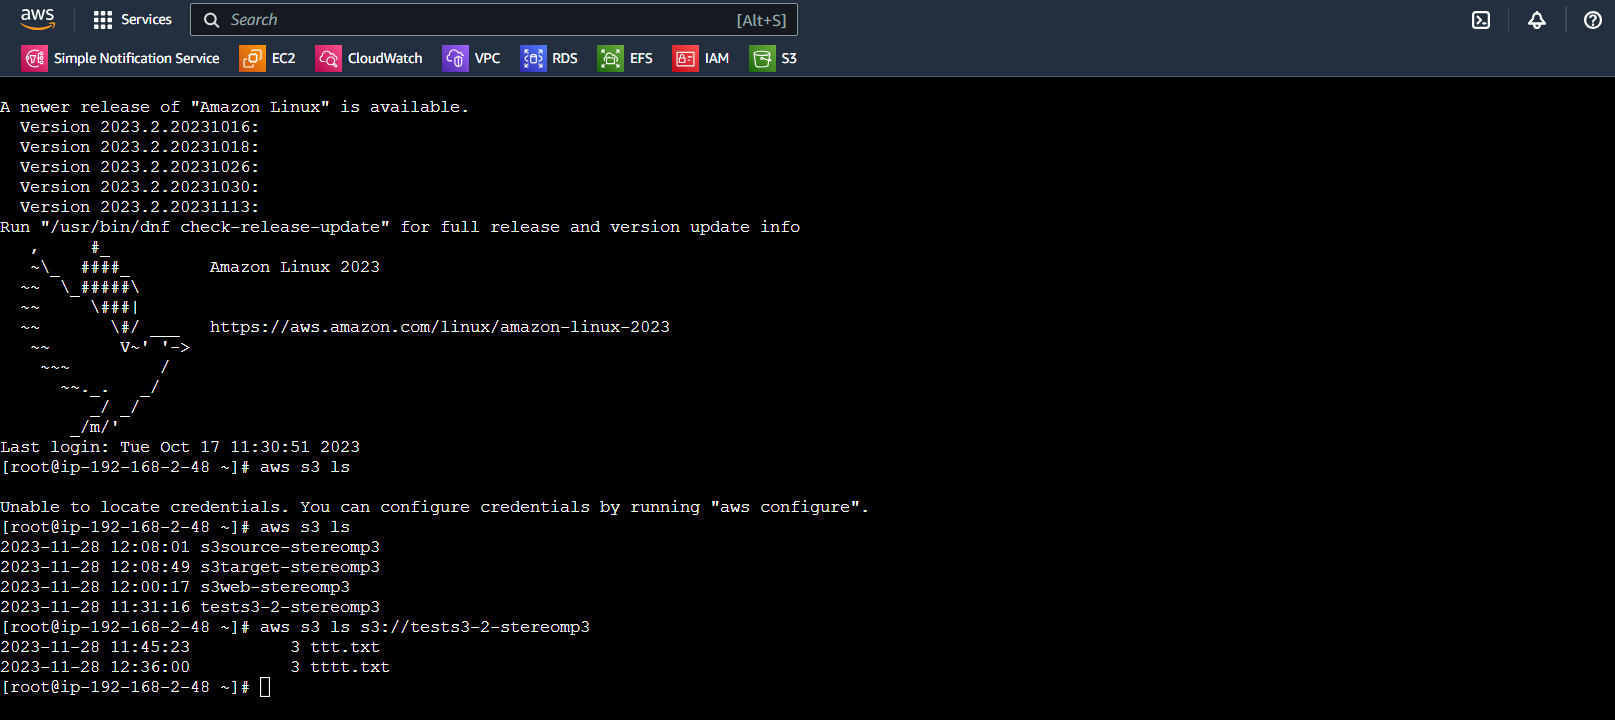 aws Services Search [Alt+S]
Simple Notification Service EC2 CloudWatch VPC RDS EFS IAM S3
A newer release of "Amazon Linux" is available.
  Version 2023.2.20231016:
  Version 2023.2.20231018:
  Version 2023.2.20231026:
  Version 2023.2.20231030:
  Version 2023.2.20231113:
Run "/usr/bin/dnf check-release-update" for full release and version update info
   ,     #_
   ~\_  ####_        Amazon Linux 2023
  ~~  \_#####\
  ~~     \###|
  ~~       \#/ ___   https://aws.amazon.com/linux/amazon-linux-2023
   ~~       V~' '->
    ~~~         /
      ~~._.   _/
         _/ _/
       _/m/'
Last login: Tue Oct 17 11:30:51 2023
[root@ip-192-168-2-48 ~]# aws s3 ls
Unable to locate credentials. You can configure credentials by running "aws configure".
[root@ip-192-168-2-48 ~]# aws s3 ls
2023-11-28 12:08:01 s3source-stereomp3
2023-11-28 12:08:49 s3target-stereomp3
2023-11-28 12:00:17 s3web-stereomp3
2023-11-28 11:31:16 tests3-2-stereomp3
[root@ip-192-168-2-48 ~]# aws s3 ls s3://tests3-2-stereomp3
2023-11-28 11:45:23          3 ttt.txt
2023-11-28 12:36:00          3 tttt.txt
[root@ip-192-168-2-48 ~]#